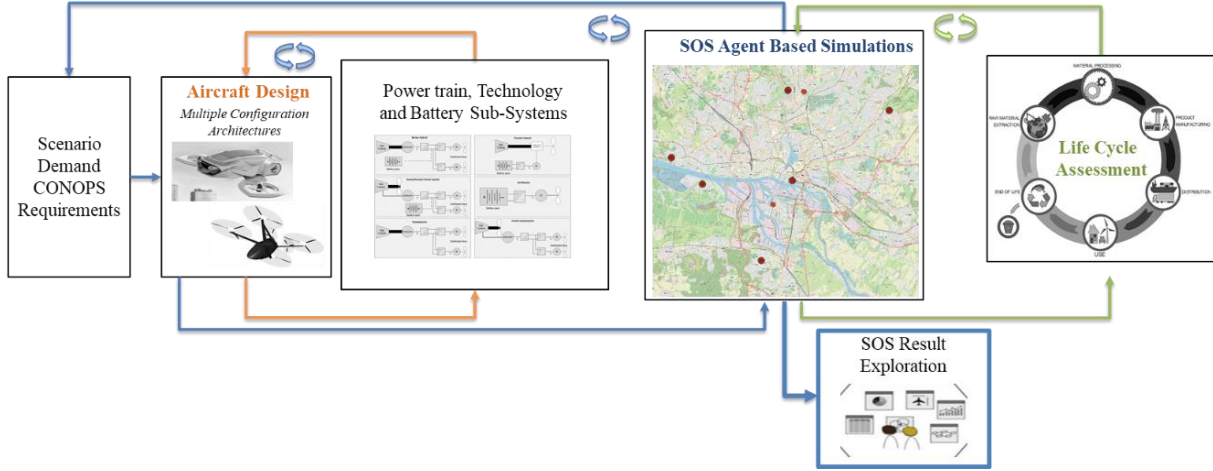 Scenario
Demand
CONOPS
Requirements
Aircraft Design
Multiple Configuration
Architectures
Power train, Technology
and Battery Sub-Systems
SOS Agent Based Simulations
MATERIAL PROCESSING
RAW MATERIAL
EXTRACTION
PRODUCT
MANUFACTURING
Life Cycle
Assessment
END OF LIFE
DISTRIBUTION
USE
SOS Result
Exploration